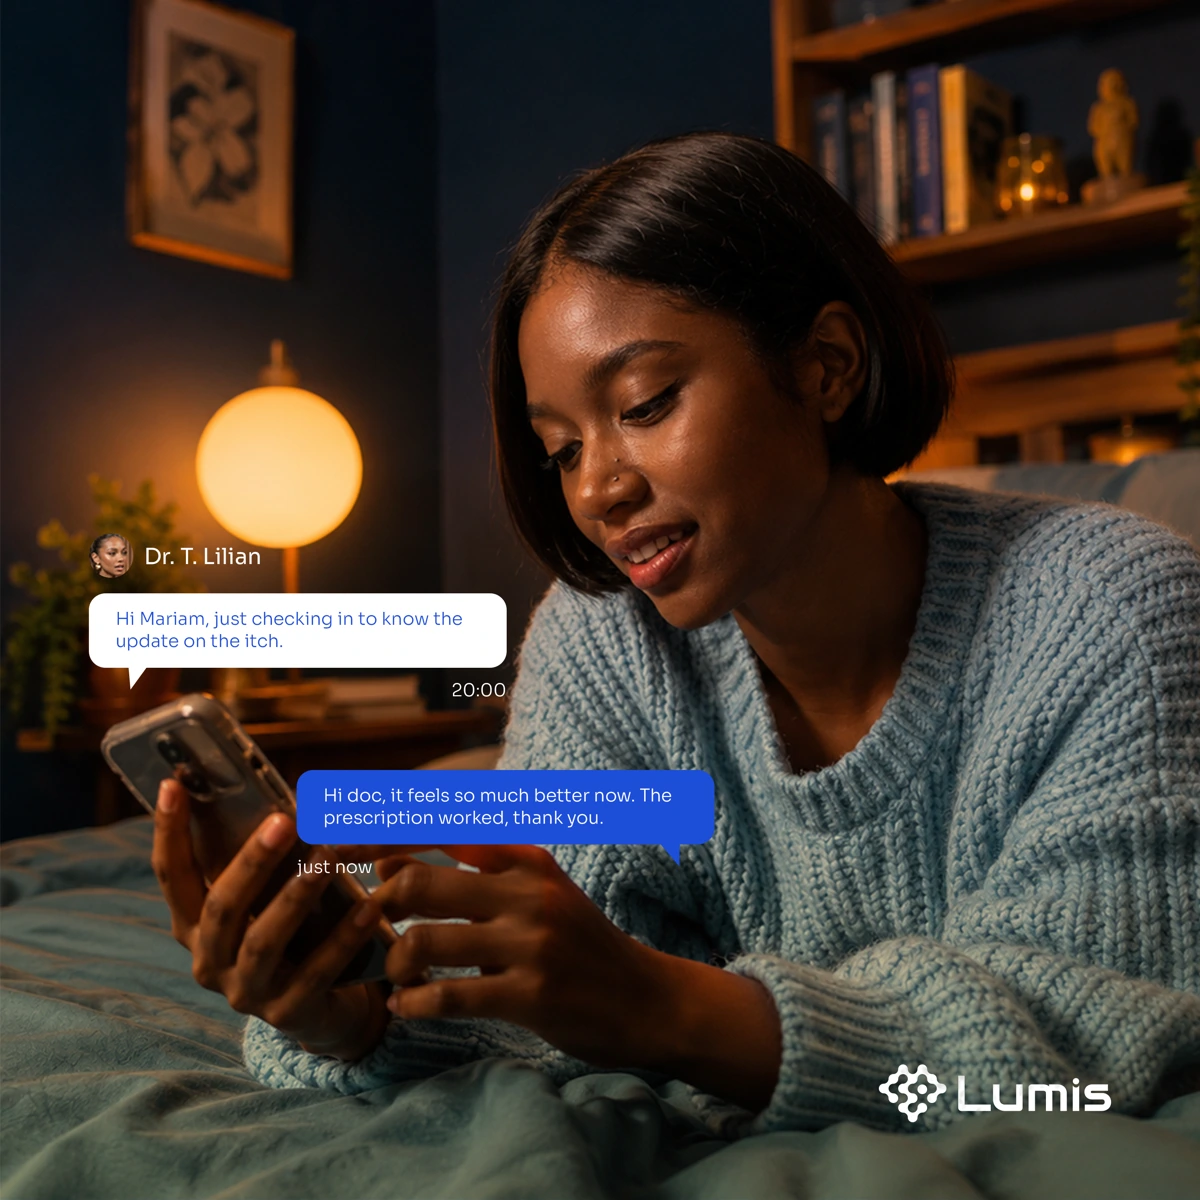 Dr. T. Lilian
Hi Mariam, just checking in to know the
update on the itch.
20:00
Hi doc, it feels so much better now. The
prescription worked, thank you.
just now
Lumis